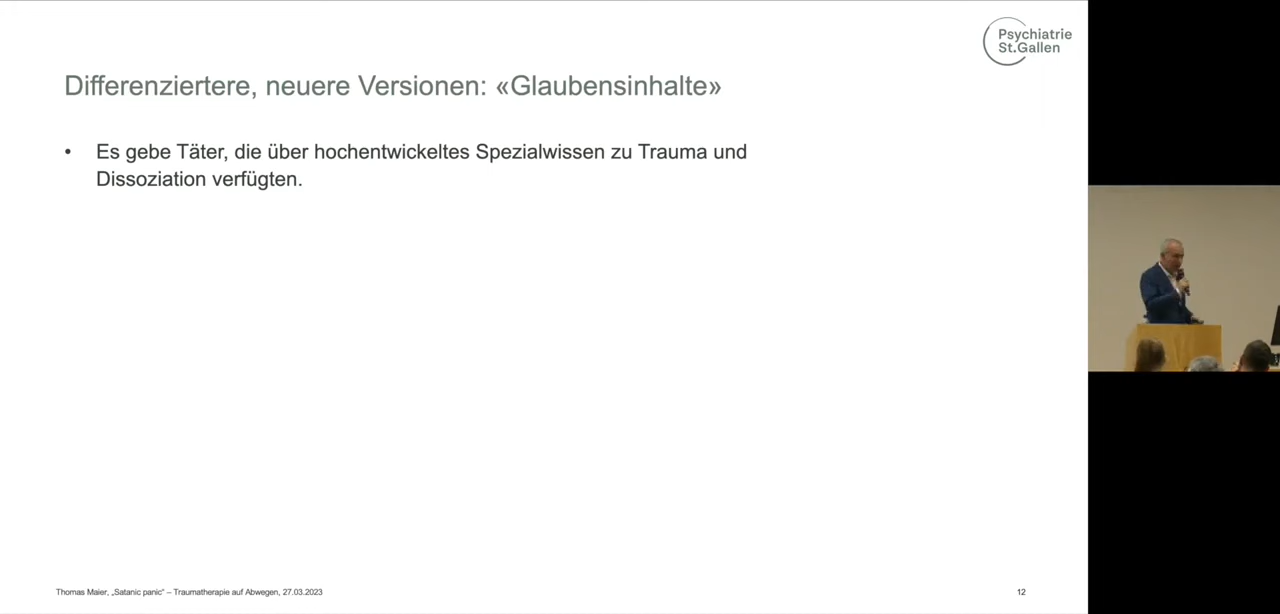 Psychiatrie
St.Gallen
Differenziertere, neuere Versionen: «Glaubensinhalte»
• Es gebe Täter, die über hochentwickeltes Spezialwissen zu Trauma und
Dissoziation verfügten.
Thomas Maier, „Satanic panic“ – Traumatherapie auf Abwegen, 27.03.2023
12